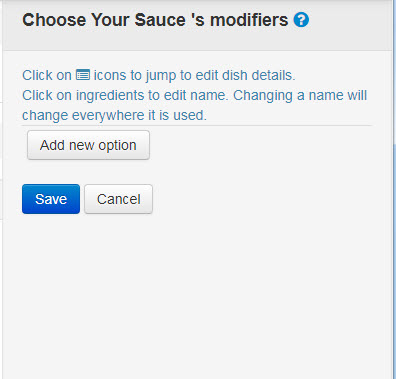 Choose Your Sauce 's modifiers ?
Click on icons to jump to edit dish details.
Click on ingredients to edit name. Changing a name will
change everywhere it is used.
Add new option
Save Cancel